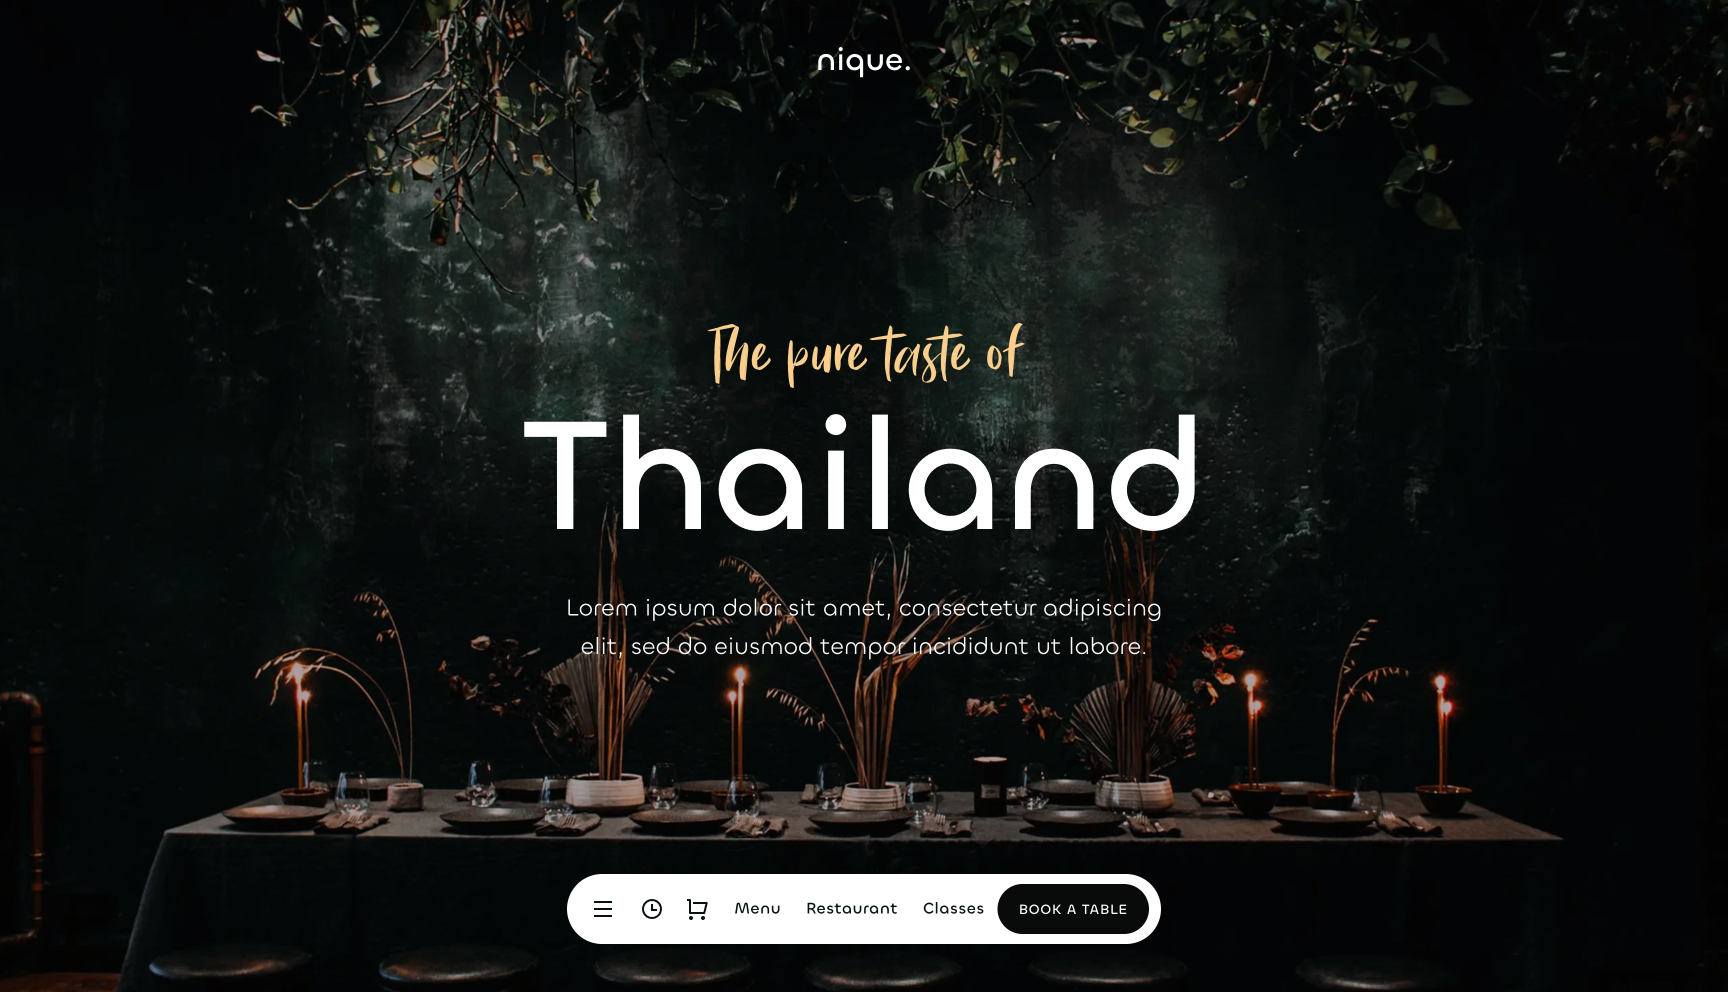 nique.
The pure taste of
Thailand
Lorem ipsum dolor sit amet, consectetur adipiscing
elit, sed do eiusmod tempor incididunt ut labore.
Menu Restaurant Classes BOOK A TABLE